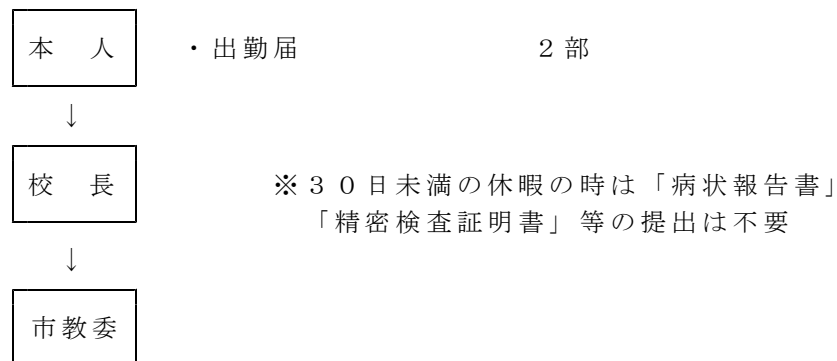 本　人　・出勤届　２部
↓
校　長　※３０日未満の休暇の時は「病状報告書」
「精密検査証明書」等の提出は不要
↓
市教委